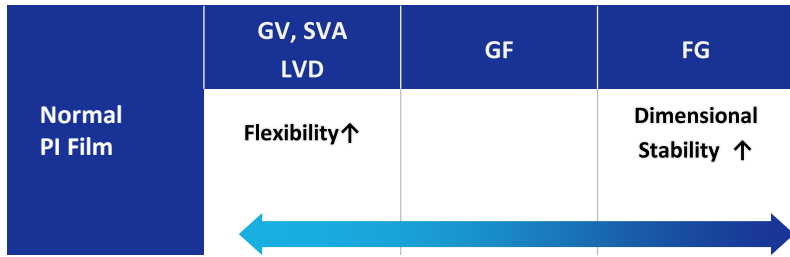 GV, SVA
LVD
GF
FG
Normal
PI Film
Flexibility↑
Dimensional
Stability ↑